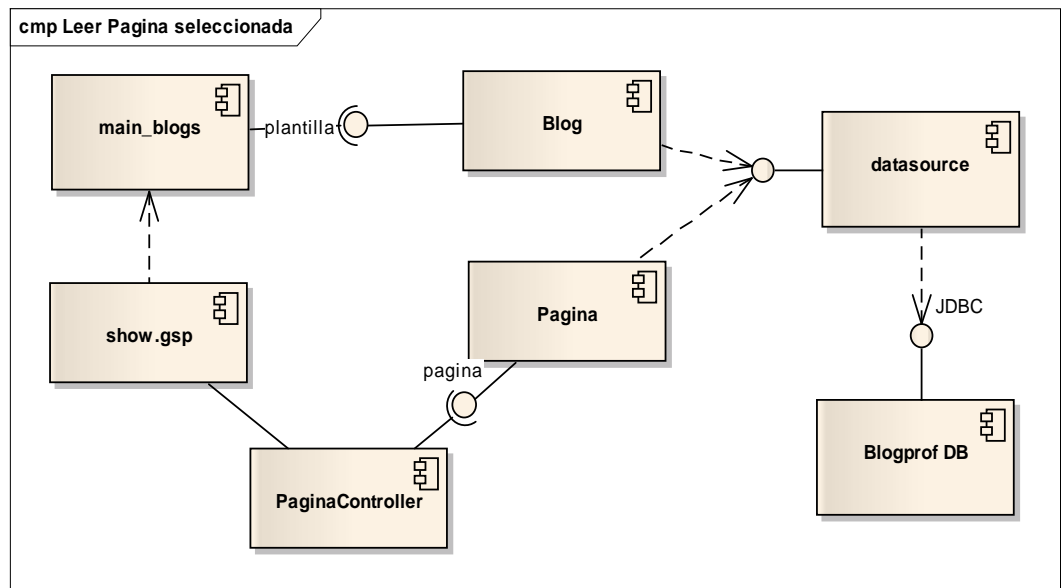 cmp Leer Pagina seleccionada
main_blogs
plantilla
Blog
datasource
show.gsp
Pagina
JDBC
pagina
PaginaController
Blogprof DB